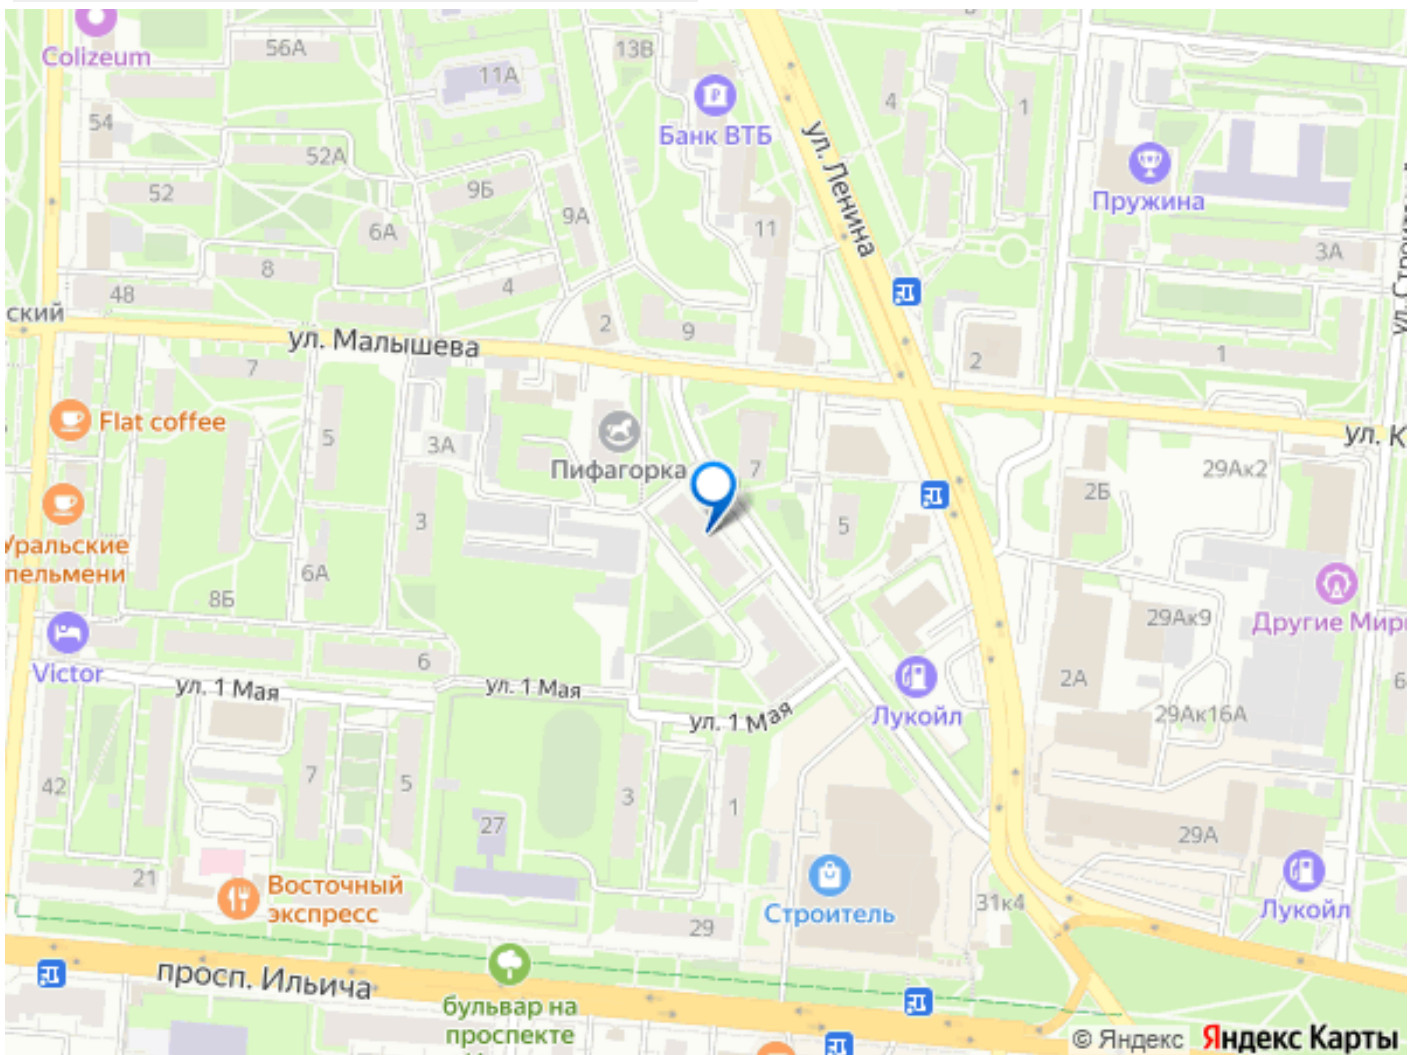 Colizeum
56А
11А
13В
Банк ВТБ
4
1
ул. Ленина
Пружина
54
52А
52
9Б
9А
6А
11
3А
8
48
4
2
9
ский
ул. Малышева
2
1
7
Flat coffee
5
3А
Пифагорка
7
ул. К
29Ак2
2Б
3
5
Уральские
пельмени
6А
8Б
29Ак9
Другие Мир
Victor
6
2А
6
ул. 1 Мая
ул. 1 Мая
ул. 1 Мая
Лукойл
29Ак16А
42
7
5
3
1
27
29А
21
Восточный
экспресс
Строитель
31к4
Лукойл
29
просп. Ильича
бульвар на
проспекте
© Яндекс Яндекс Карты